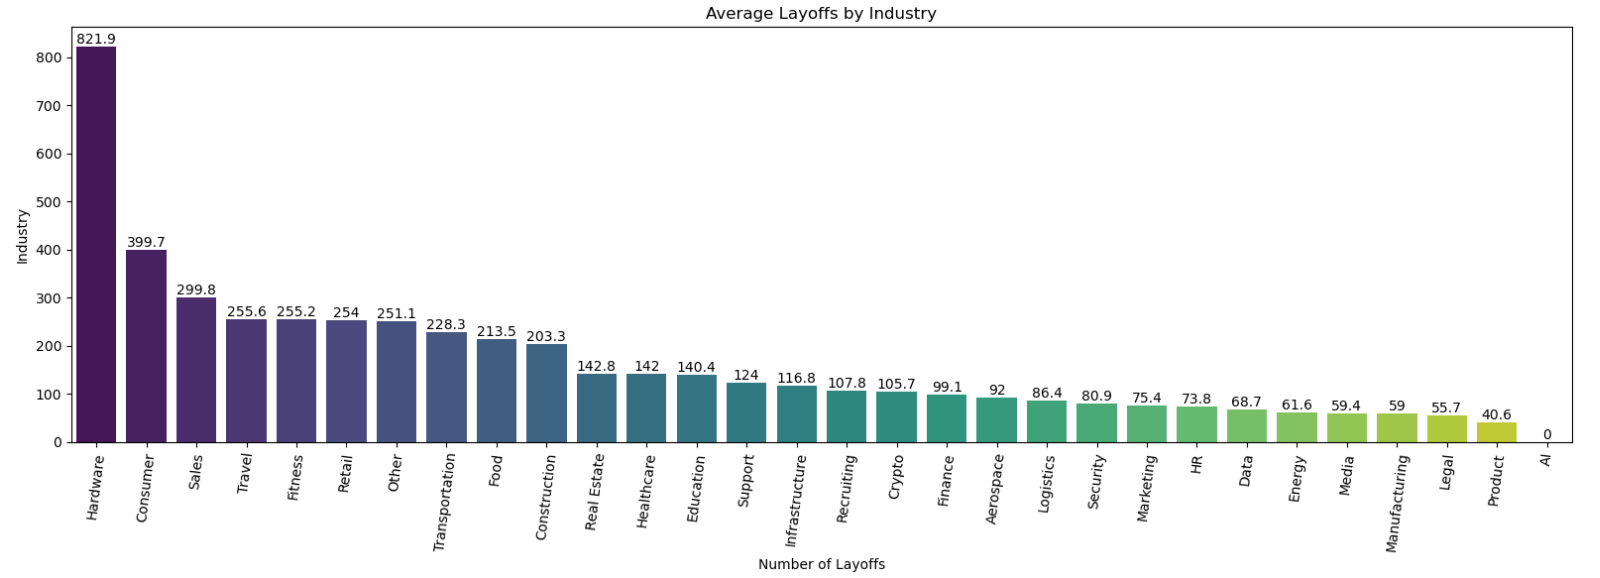 Average Layoffs by Industry
Industry
800
700
600
500
400
300
200
100
0
821.9
399.7
299.8
255.6
255.2
254
251.1
228.3
213.5
203.3
142.8
142
140.4
124
116.8
107.8
105.7
99.1
92
86.4
80.9
75.4
73.8
68.7
61.6
59.4
59
55.7
40.6
0
Hardware
Consumer
Sales
Travel
Fitness
Retail
Other
Transportation
Food
Construction
Real Estate
Healthcare
Education
Support
Infrastructure
Recruiting
Crypto
Finance
Aerospace
Logistics
Security
Marketing
HR
Data
Energy
Media
Manufacturing
Legal
Product
AI
Number of Layoffs